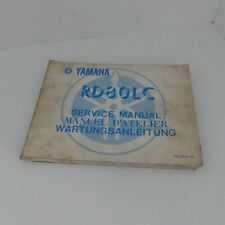 YAMAHA
RD80LC
SERVICE MANUAL
MANUEL D'ATELIER
WARTUNGSANLEITUNG